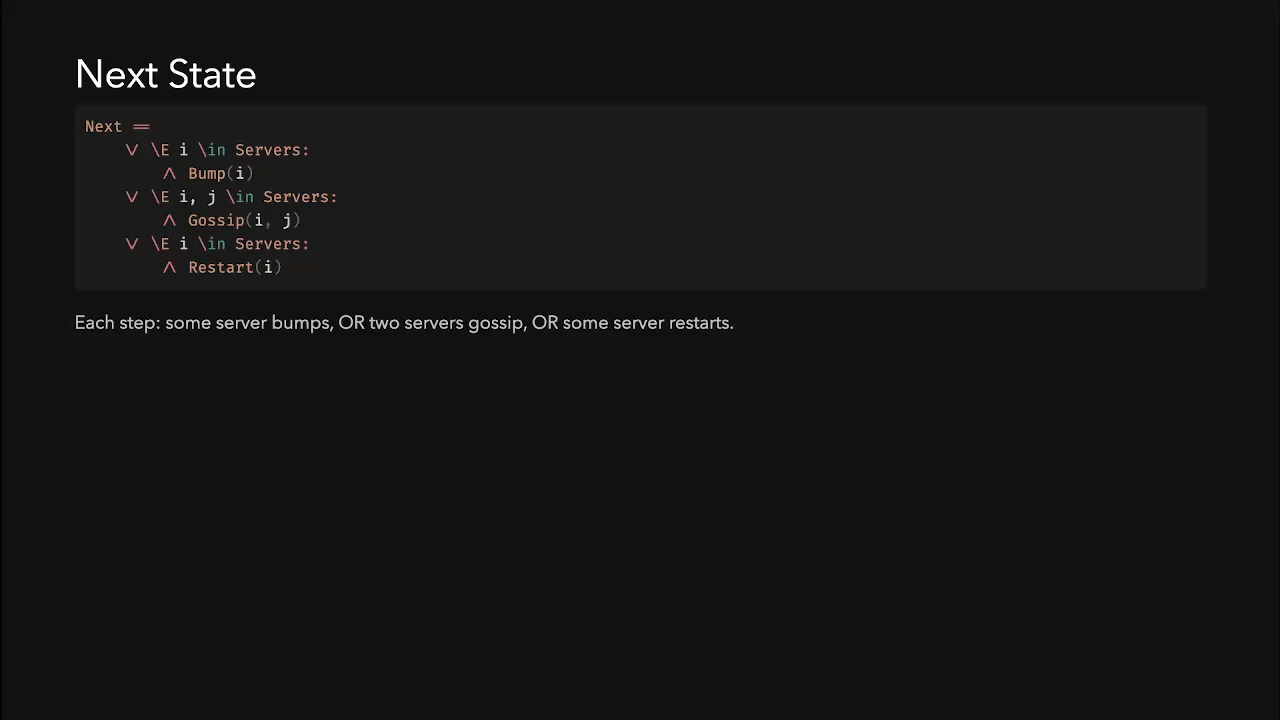 Next State
Next ==
\/ \E i \in Servers:
/\ Bump(i)
\/ \E i, j \in Servers:
/\ Gossip(i, j)
\/ \E i \in Servers:
/\ Restart(i)
Each step: some server bumps, OR two servers gossip, OR some server restarts.